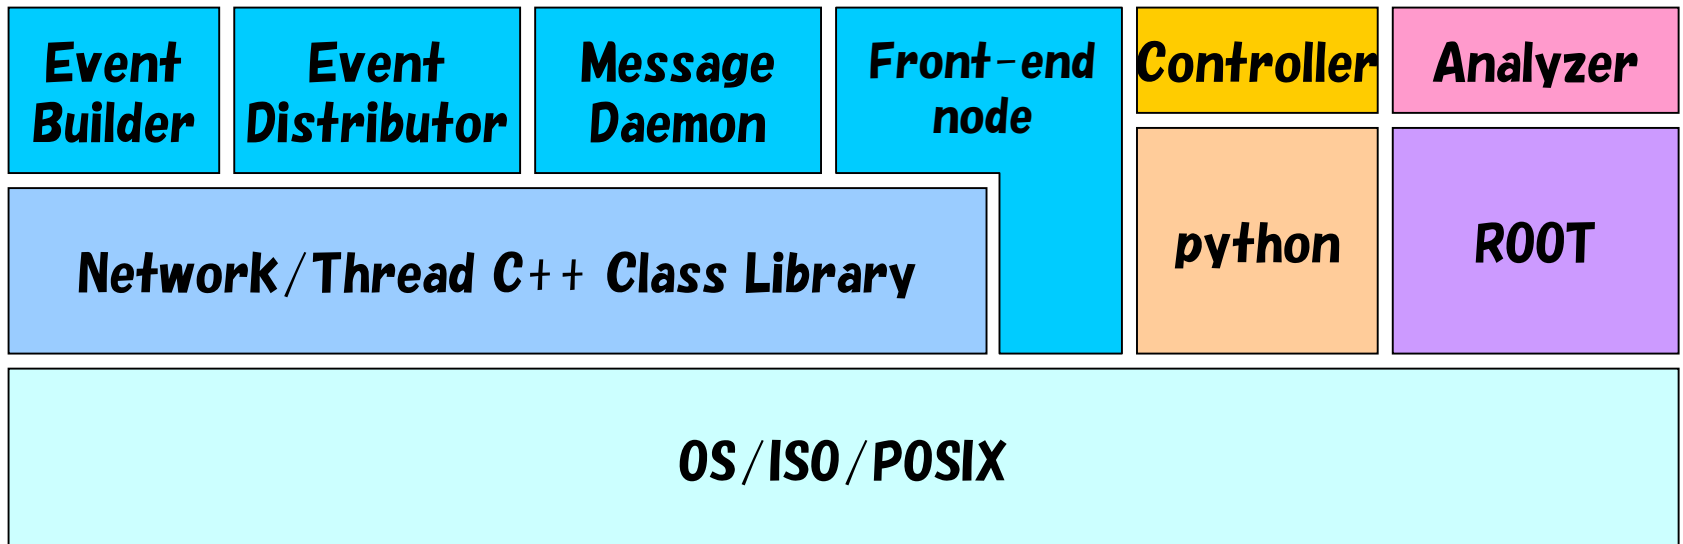 Event
Builder
Event
Distributor
Message
Daemon
Front-end
node
Controller
Analyzer
python
ROOT
Network/Thread C++ Class Library
OS/ISO/POSIX